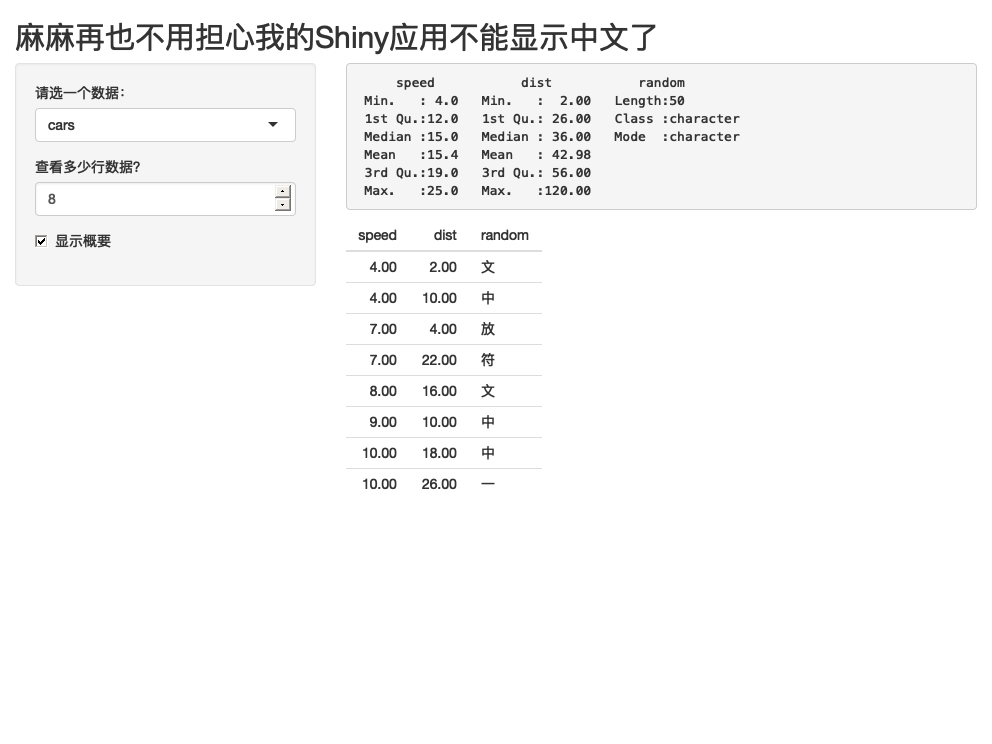 麻麻再也不用担心我的Shiny应用不能显示中文了
请选一个数据：
cars
查看多少行数据?
8
显示概要
speed dist random
Min. : 4.0 Min. : 2.00 Length:50
1st Qu.:12.0 1st Qu.: 26.00 Class :character
Median :15.0 Median : 36.00 Mode :character
Mean :15.4 Mean : 42.98
3rd Qu.:19.0 3rd Qu.: 56.00
Max. :25.0 Max. :120.00
speed dist random
4.00 2.00 文
4.00 10.00 中
7.00 4.00 放
7.00 22.00 符
8.00 16.00 文
9.00 10.00 中
10.00 18.00 中
10.00 26.00 一